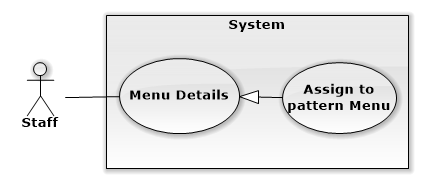 System
Menu Details
Assign to
pattern Menu
Staff